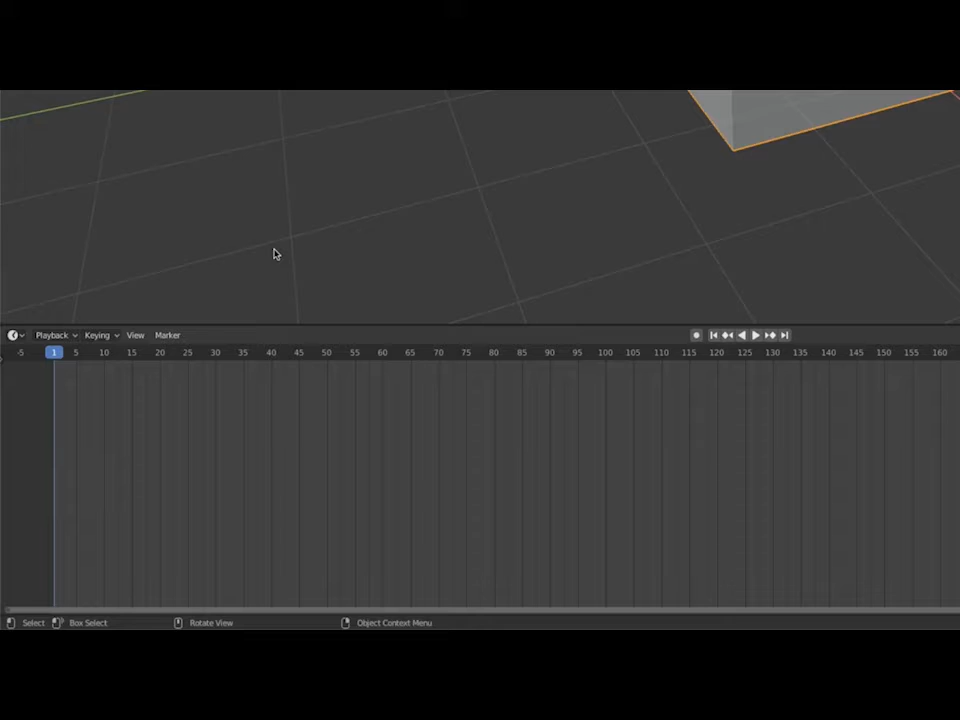 Playback Keying View Marker
-5 1 5 10 15 20 25 30 35 40 45 50 55 60 65 70 75 80 85 90 95 100 105 110 115 120 125 130 135 140 145 150 155 160
Select Box Select Rotate View Object Context Menu